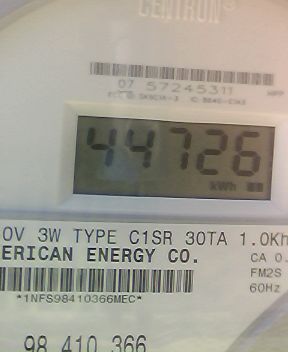 CENTRON®
07 57245311
44726
kWh
0V 3W TYPE C1SR 30TA 1.0Kh
ERICAN ENERGY CO.
CA 0.
FM2S
*1NFS98410366MEC*
60Hz
98 410 366